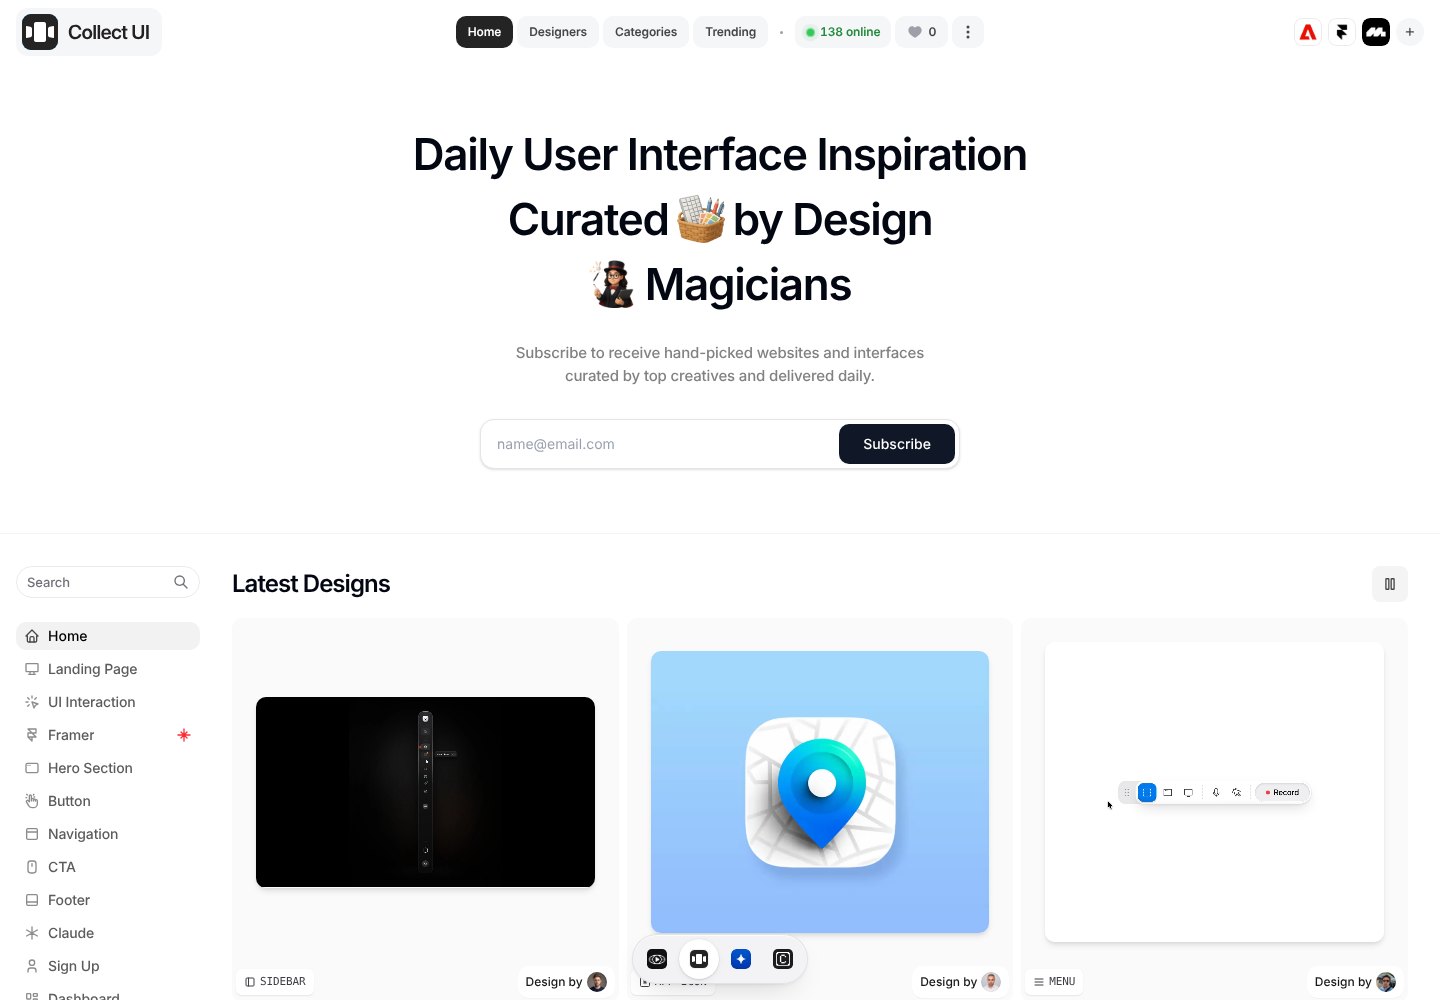 Collect UI
Home
Designers
Categories
Trending
138 online
0
Daily User Interface Inspiration
Curated by Design
Magicians
Subscribe to receive hand-picked websites and interfaces
curated by top creatives and delivered daily.
name@email.com
Subscribe
Search
Home
Landing Page
UI Interaction
Framer
Hero Section
Button
Navigation
CTA
Footer
Claude
Sign Up
Dashboard
Latest Designs
Record
SIDEBAR
Design by
Design by
MENU
Design by